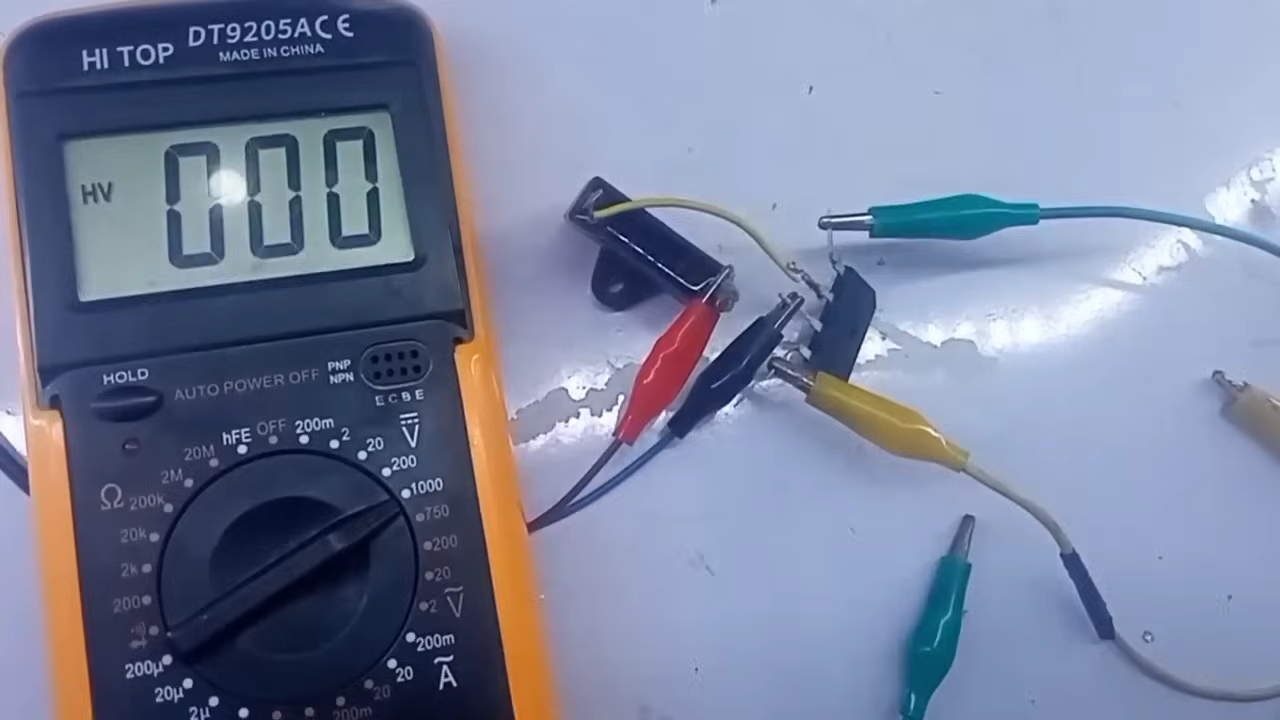 HI TOP DT9205A CE
MADE IN CHINA
HV 000
HOLD
AUTO POWER OFF
PNP
NPN
E C B E
hFE OFF 200m 2 20 200 1000 V
750 200 20 2 V
200m 20 20 200m A
20M 2M 200k 20k 2k 200 Ω
200µ 20µ 2µ